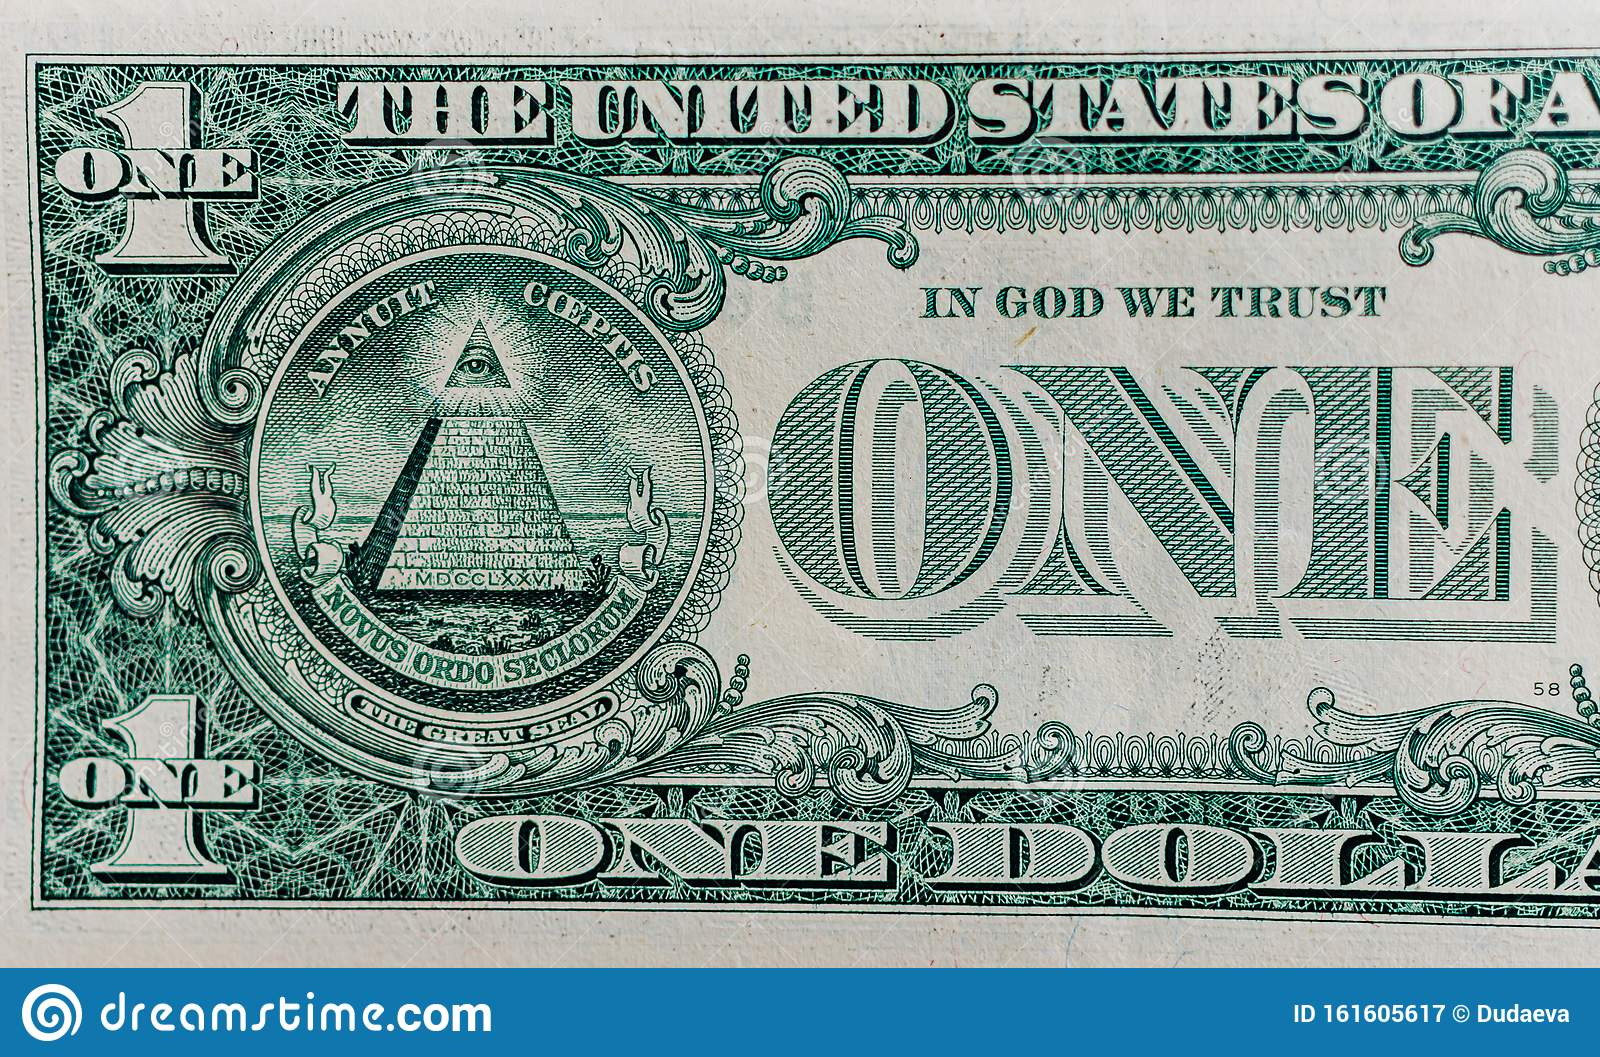 1
ONE
THE UNITED STATES OF A
IN GOD WE TRUST
ANNUIT CŒPTIS
ONE
MDCCLXXVI
NOVUS ORDO SECLORUM
THE GREAT SEAL
58
1
ONE
ONE DOLLA
dreamstime.com
ID 161605617 © Dudaeva